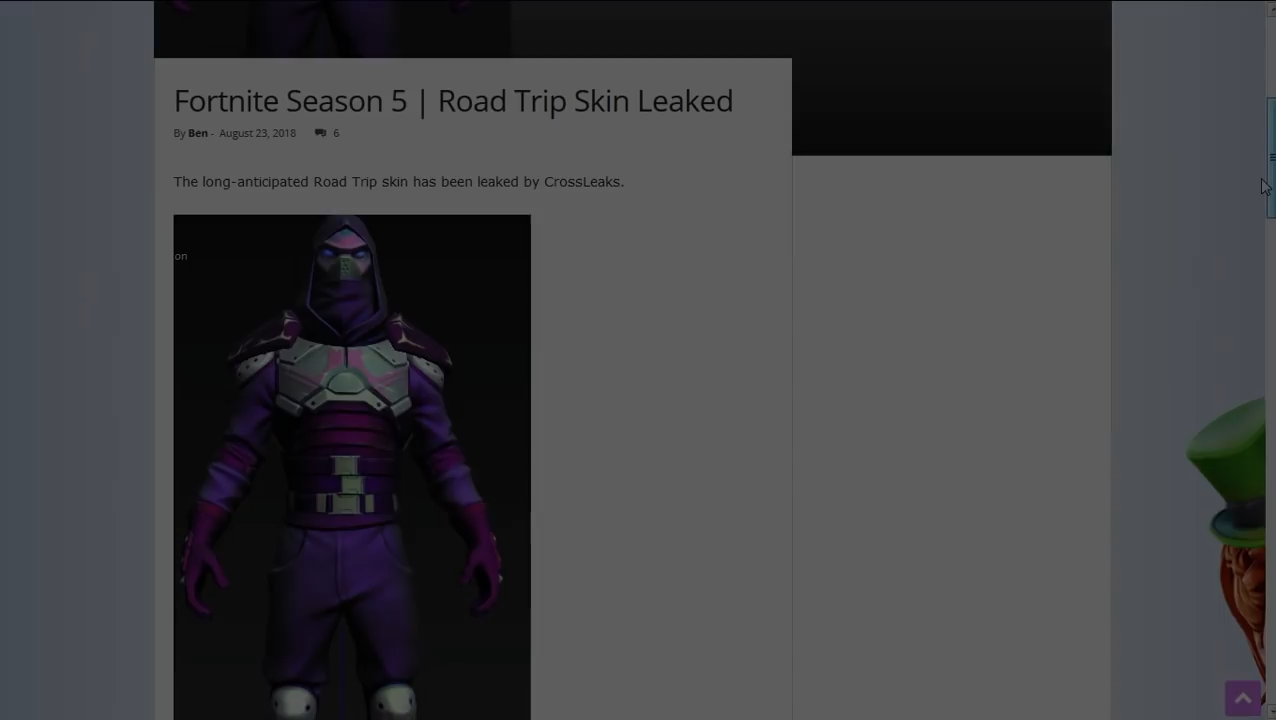 Fortnite Season 5 | Road Trip Skin Leaked
By Ben - August 23, 2018 6
The long-anticipated Road Trip skin has been leaked by CrossLeaks.
on